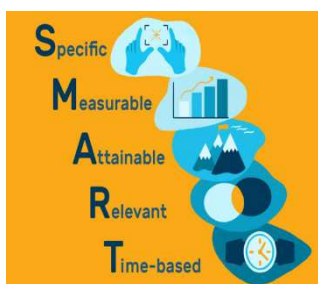 Specific
Measurable
Attainable
Relevant
Time-based